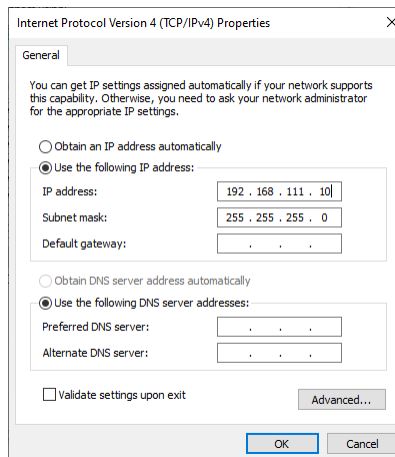 Internet Protocol Version 4 (TCP/IPv4) Properties
General
You can get IP settings assigned automatically if your network supports
this capability. Otherwise, you need to ask your network administrator
for the appropriate IP settings.
Obtain an IP address automatically
Use the following IP address:
IP address: 192 . 168 . 111 . 10
Subnet mask: 255 . 255 . 255 . 0
Default gateway: . . .
Obtain DNS server address automatically
Use the following DNS server addresses:
Preferred DNS server: . . .
Alternate DNS server: . . .
Validate settings upon exit
Advanced...
OK Cancel